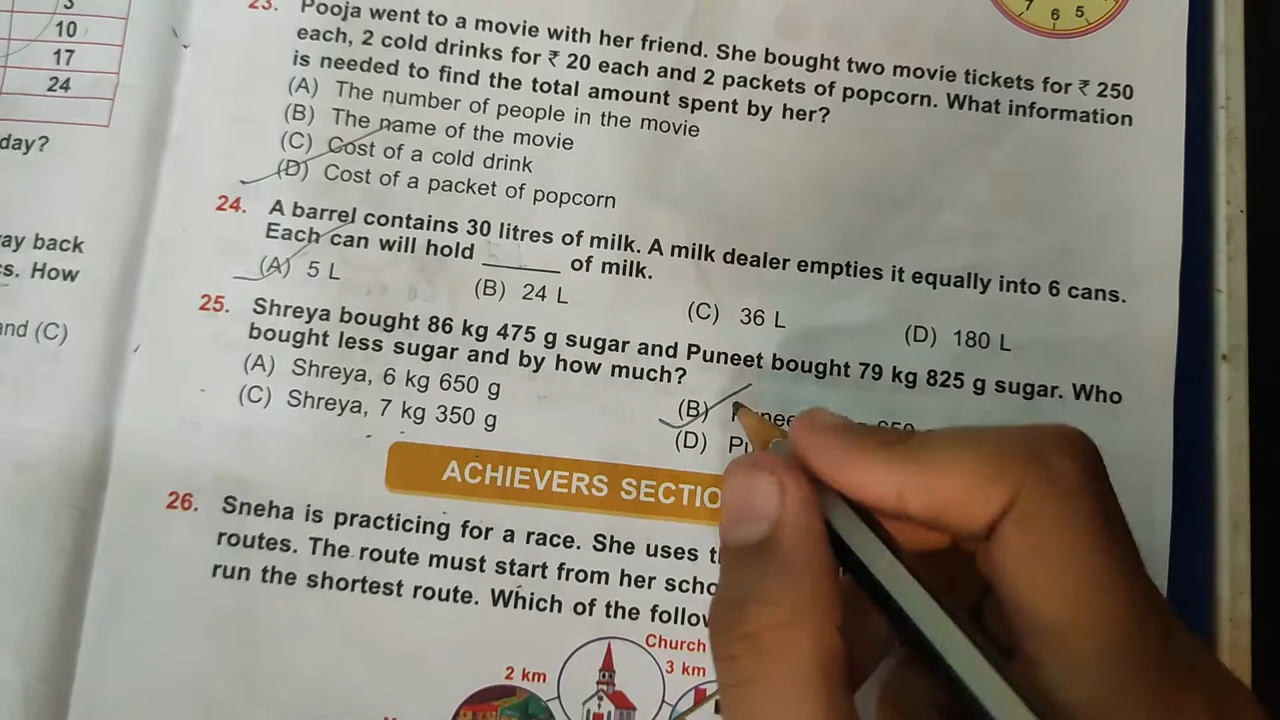 3
10
17
24
day?
ay back
s. How
and (C)
7 6 5
23. Pooja went to a movie with her friend. She bought two movie tickets for ₹ 250
each, 2 cold drinks for ₹ 20 each and 2 packets of popcorn. What information
is needed to find the total amount spent by her?
(A) The number of people in the movie
(B) The name of the movie
(C) Cost of a cold drink
(D) Cost of a packet of popcorn
24. A barrel contains 30 litres of milk. A milk dealer empties it equally into 6 cans.
Each can will hold ______ of milk.
(A) 5 L (B) 24 L (C) 36 L (D) 180 L
25. Shreya bought 86 kg 475 g sugar and Puneet bought 79 kg 825 g sugar. Who
bought less sugar and by how much?
(A) Shreya, 6 kg 650 g (B)
(C) Shreya, 7 kg 350 g (D)
ACHIEVERS SECTIO
26. Sneha is practicing for a race. She uses
routes. The route must start from her scho
run the shortest route. Which of the follow
Church
2 km 3 km